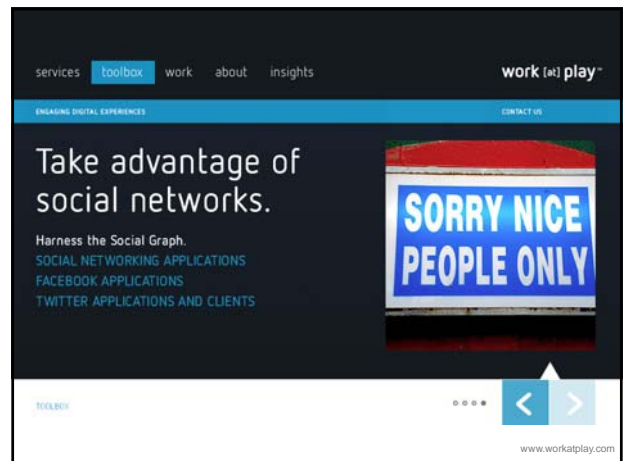 services toolbox work about insights work [at] play™
ENGAGING DIGITAL EXPERIENCES CONTACT US
Take advantage of
social networks.
Harness the Social Graph.
SOCIAL NETWORKING APPLICATIONS
FACEBOOK APPLICATIONS
TWITTER APPLICATIONS AND CLIENTS
SORRY NICE
PEOPLE ONLY
TOOLBOX
www.workatplay.com